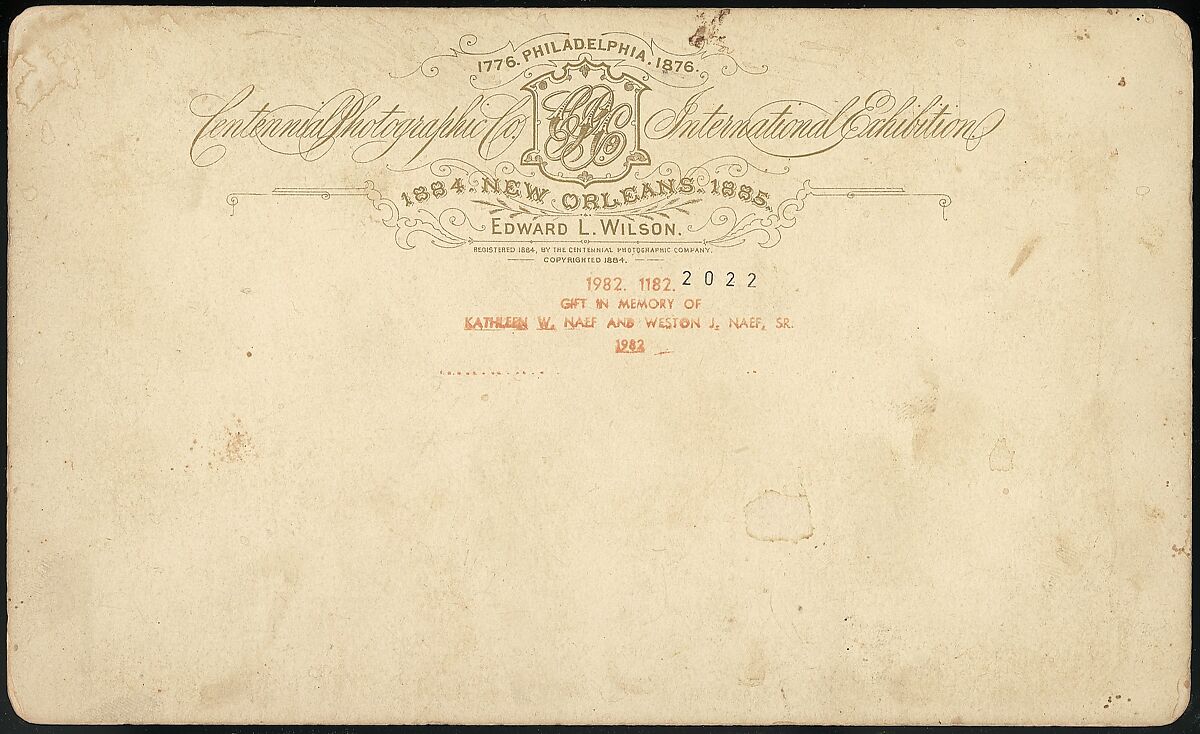 1776. PHILADELPHIA. 1876.
Centennial Photographic Co. CPC International Exhibition
1884. NEW ORLEANS. 1885.
EDWARD L. WILSON.
REGISTERED 1884, BY THE CENTENNIAL PHOTOGRAPHIC COMPANY.
COPYRIGHTED 1884.
1982. 1182. 2022
GIFT IN MEMORY OF
KATHLEEN W. NAEF AND WESTON J. NAEF, SR.
1982